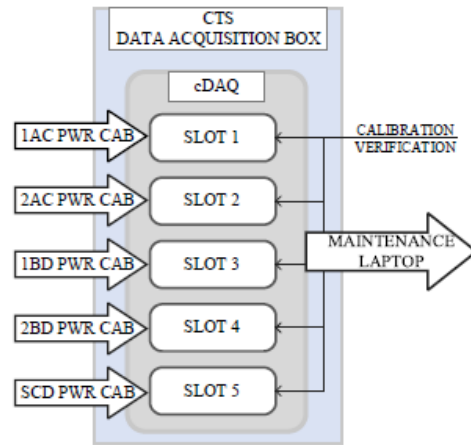 CTS
DATA ACQUISITION BOX
cDAQ
1AC PWR CAB
SLOT 1
CALIBRATION
VERIFICATION
2AC PWR CAB
SLOT 2
1BD PWR CAB
SLOT 3
MAINTENANCE
LAPTOP
2BD PWR CAB
SLOT 4
SCD PWR CAB
SLOT 5